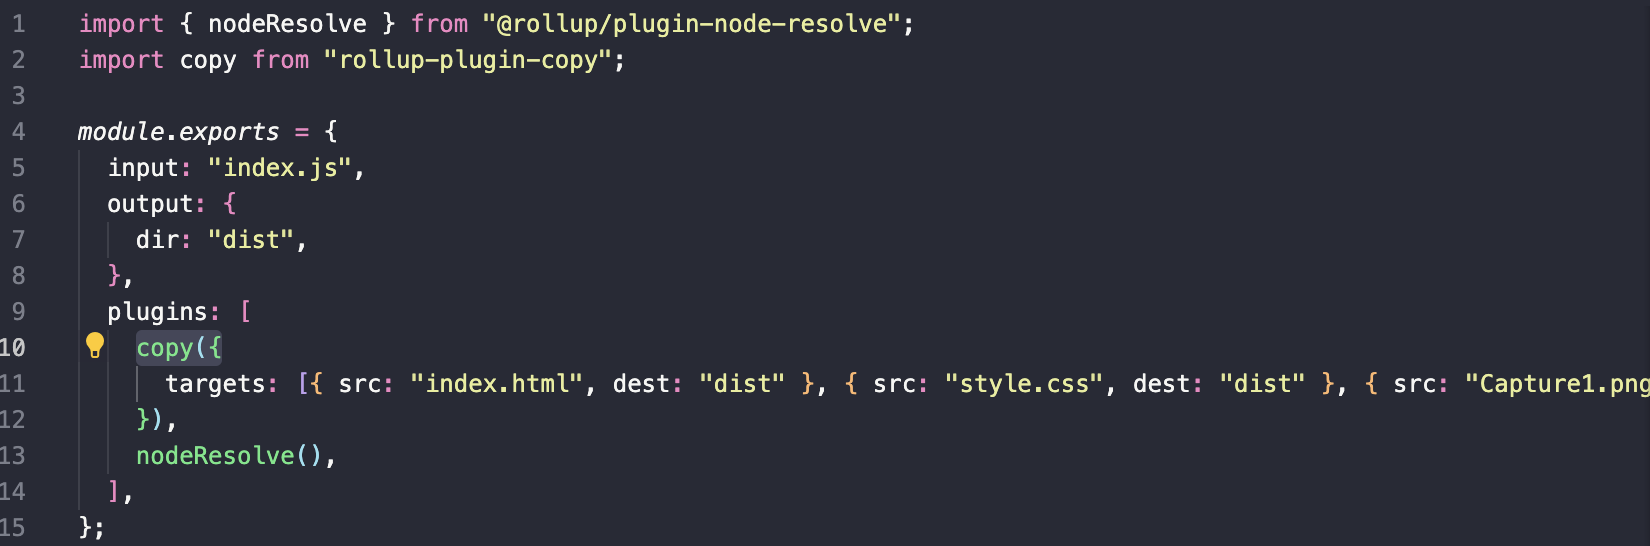 1 import { nodeResolve } from "@rollup/plugin-node-resolve";
2 import copy from "rollup-plugin-copy";
3
4 module.exports = {
5 input: "index.js",
6 output: {
7 dir: "dist",
8 },
9 plugins: [
10 copy({
11 targets: [{ src: "index.html", dest: "dist" }, { src: "style.css", dest: "dist" }, { src: "Capture1.png
12 }),
13 nodeResolve(),
14 ],
15 };